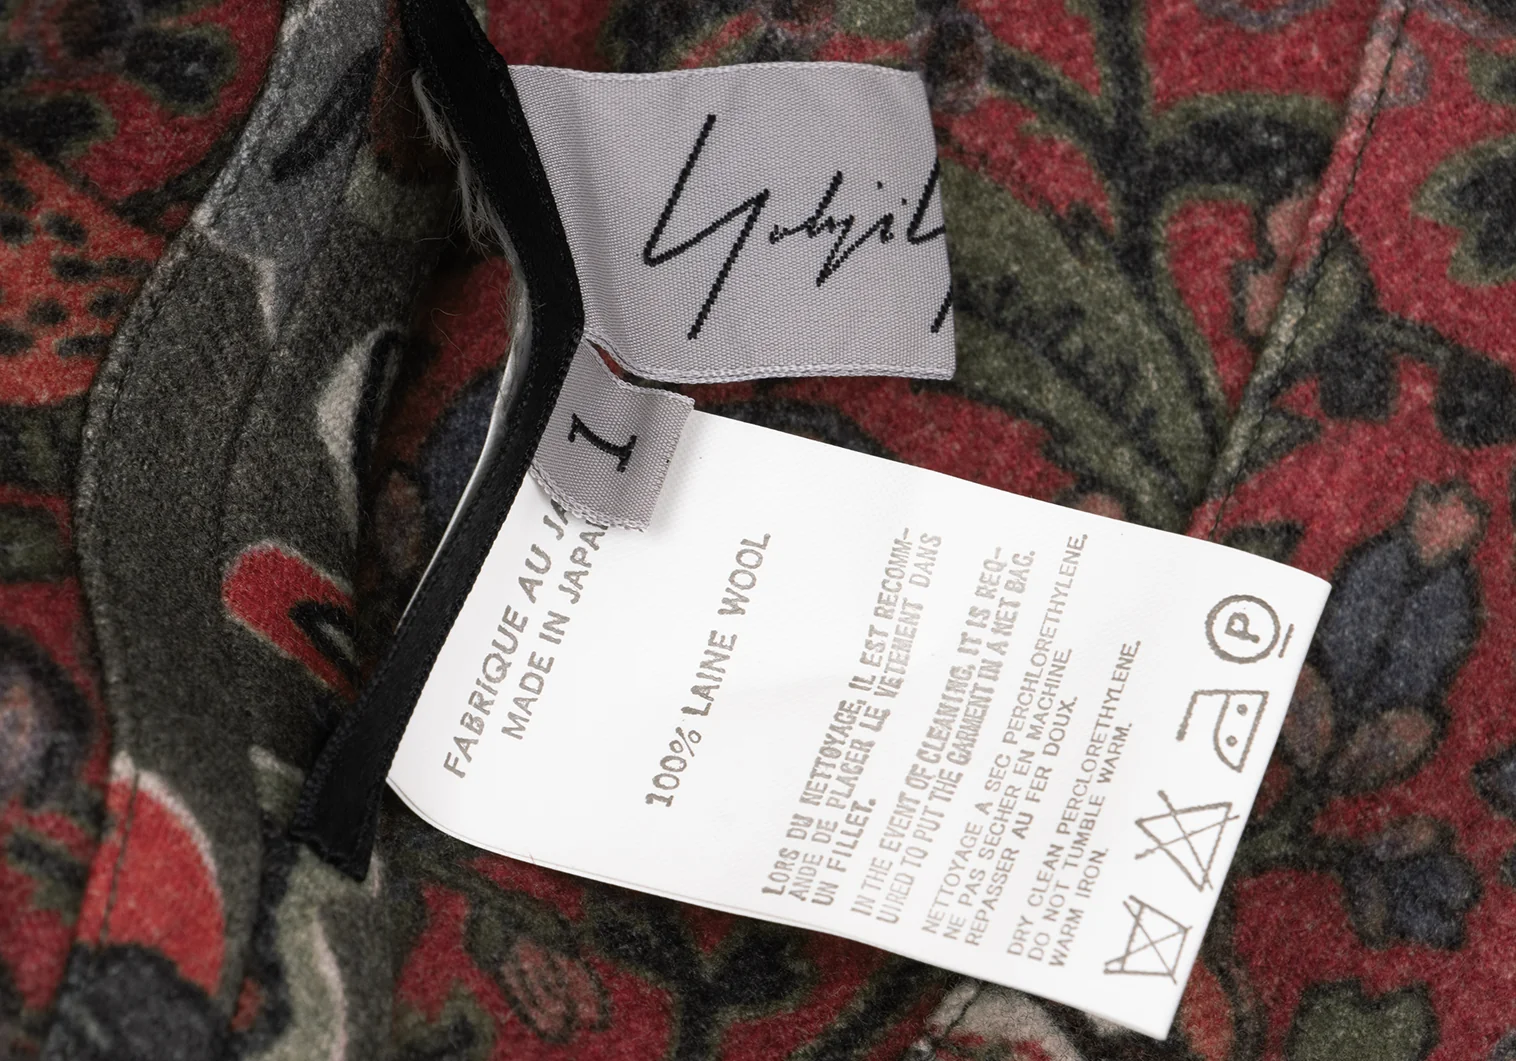 Yohji Y
1
FABRIQUE AU JA
MADE IN JAPAN
100% LAINE WOOL
LORS DU NETTOYAGE, IL EST RECOMM-
ANDE DE PLACER LE VETEMENT DANS
UN FILLET.
IN THE EVENT OF CLEANING, IT IS REQ-
UIRED TO PUT THE GARMENT IN A NET BAG.
NETTOYAGE A SEC PERCHLORETHYLENE.
NE PAS SECHER EN MACHINE.
REPASSER AU FER DOUX.
DRY CLEAN PERCLORETHYLENE.
DO NOT TUMBLE WARM.
WARM IRON.
P